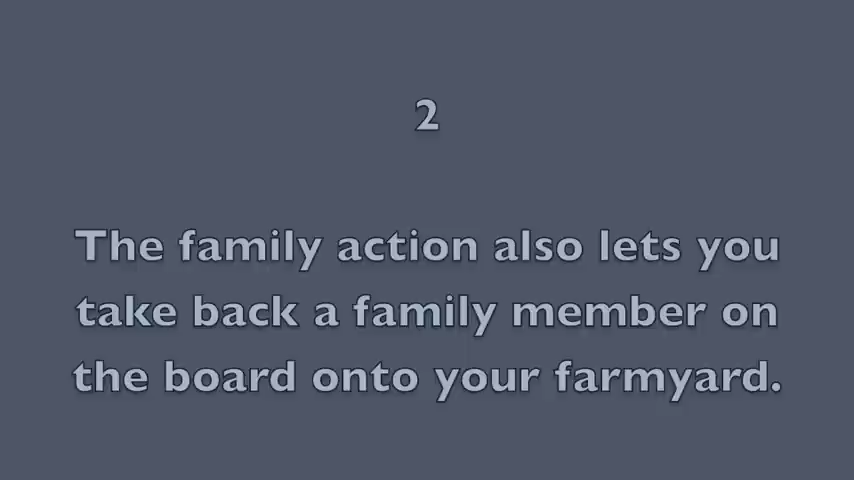 2
The family action also lets you
take back a family member on
the board onto your farmyard.